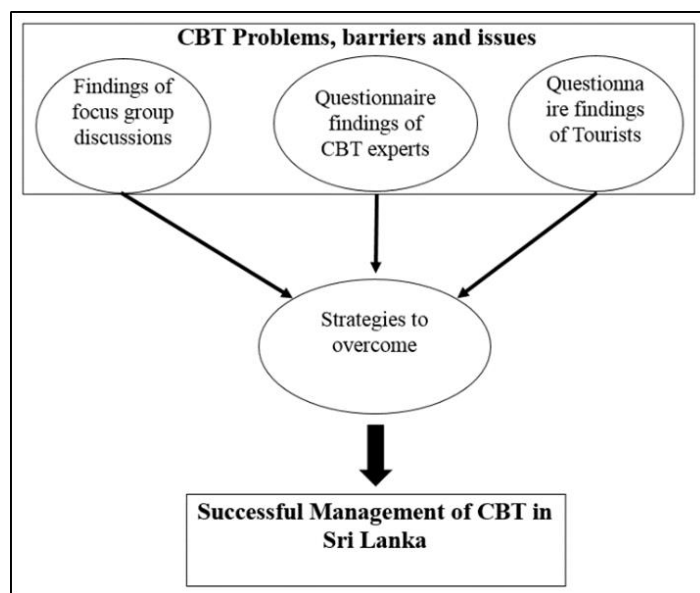 CBT Problems, barriers and issues
Findings of
focus group
discussions
Questionnaire
findings of
CBT experts
Questionna
ire findings
of Tourists
Strategies to
overcome
Successful Management of CBT in
Sri Lanka